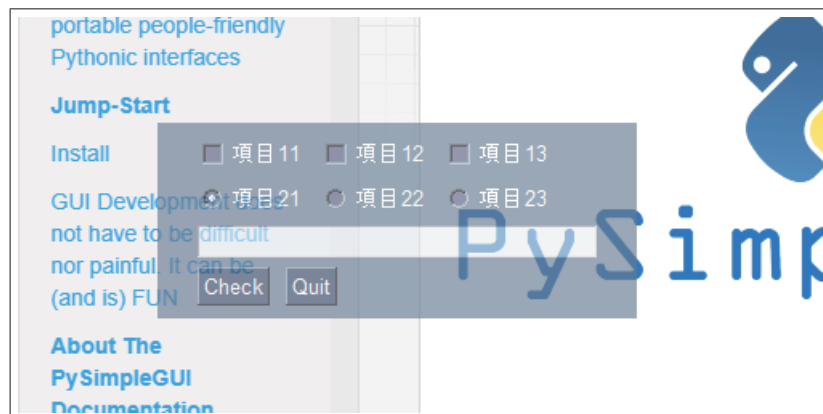 portable people-friendly
Pythonic interfaces
Jump-Start
Install
項目11 項目12 項目13
GUI Development does
項目21 項目22 項目23
not have to be difficult
PySimp
nor painful. It can be
Check Quit
(and is) FUN
About The
PySimpleGUI
Documentation